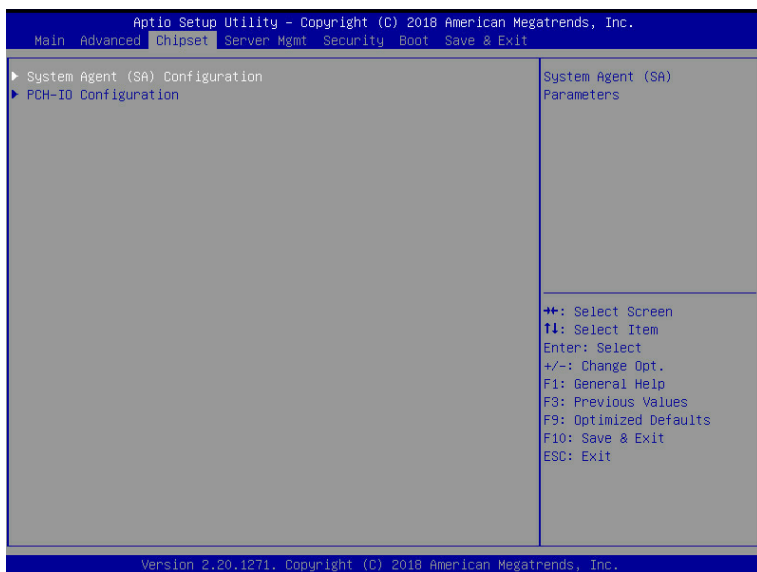 Aptio Setup Utility – Copyright (C) 2018 American Megatrends, Inc.
Main Advanced Chipset Server Mgmt Security Boot Save & Exit
▶ System Agent (SA) Configuration
▶ PCH-IO Configuration
System Agent (SA)
Parameters
→←: Select Screen
↑↓: Select Item
Enter: Select
+/-: Change Opt.
F1: General Help
F3: Previous Values
F9: Optimized Defaults
F10: Save & Exit
ESC: Exit
Version 2.20.1271. Copyright (C) 2018 American Megatrends, Inc.